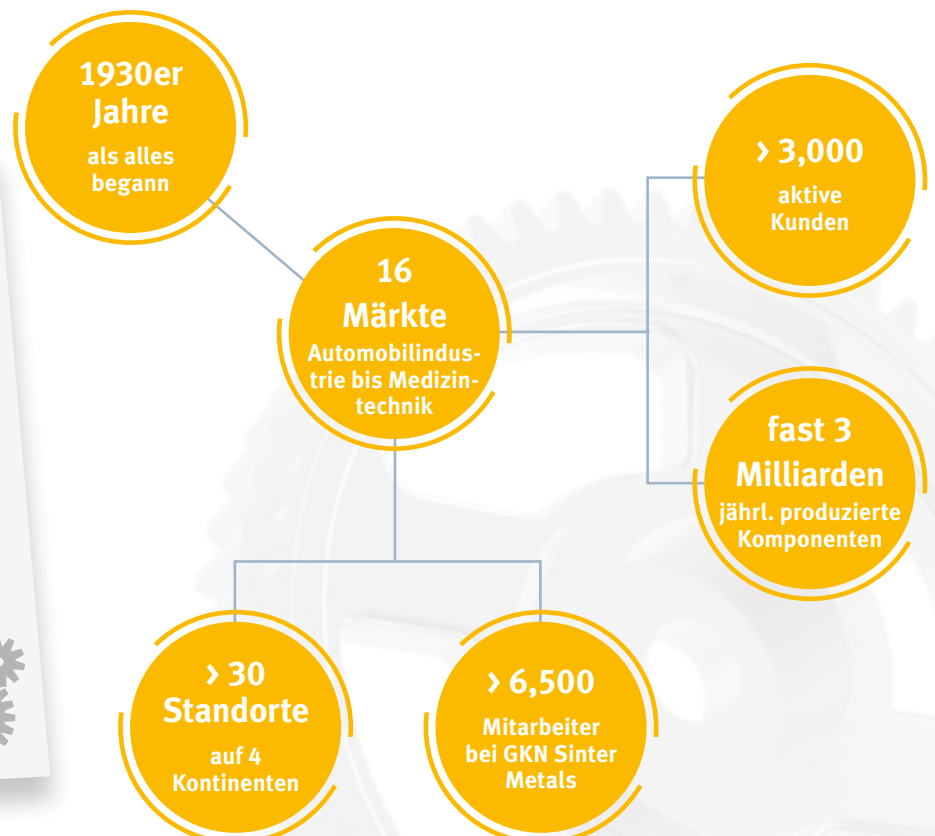 1930er
Jahre
als alles
begann
> 3,000
aktive
Kunden
16
Märkte
Automobilindus-
trie bis Medizin-
technik
fast 3
Milliarden
jährl. produzierte
Komponenten
> 30
Standorte
auf 4
Kontinenten
> 6,500
Mitarbeiter
bei GKN Sinter
Metals